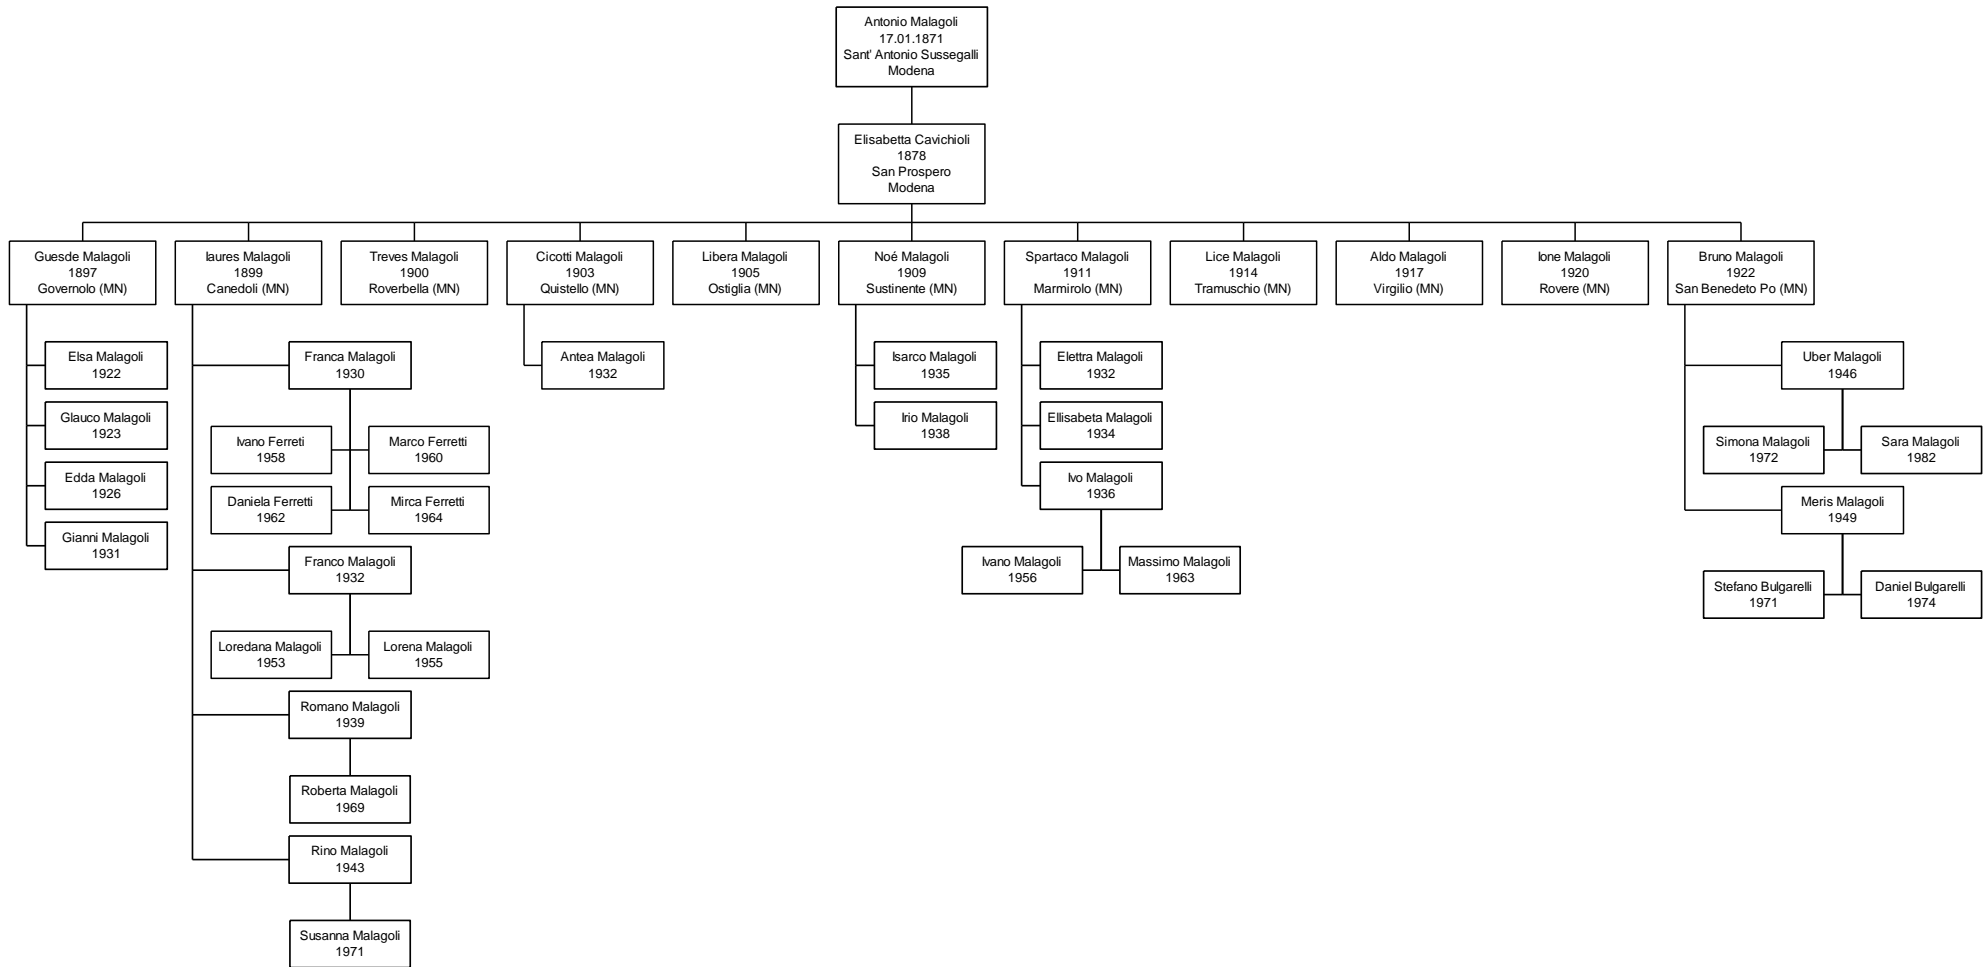 Antonio Malagoli
17.01.1871
Sant' Antonio Sussegalli
Modena
Elisabetta Cavichioli
1878
San Prospero
Modena
Guesde Malagoli
1897
Governolo (MN)
Iaures Malagoli
1899
Canedoli (MN)
Treves Malagoli
1900
Roverbella (MN)
Cicotti Malagoli
1903
Quistello (MN)
Libera Malagoli
1905
Ostiglia (MN)
Noé Malagoli
1909
Sustinente (MN)
Spartaco Malagoli
1911
Marmirolo (MN)
Lice Malagoli
1914
Tramuschio (MN)
Aldo Malagoli
1917
Virgilio (MN)
Ione Malagoli
1920
Rovere (MN)
Bruno Malagoli
1922
San Benedeto Po (MN)
Elsa Malagoli
1922
Glauco Malagoli
1923
Edda Malagoli
1926
Gianni Malagoli
1931
Franca Malagoli
1930
Ivano Ferreti
1958
Marco Ferretti
1960
Daniela Ferretti
1962
Mirca Ferretti
1964
Franco Malagoli
1932
Loredana Malagoli
1953
Lorena Malagoli
1955
Romano Malagoli
1939
Roberta Malagoli
1969
Rino Malagoli
1943
Susanna Malagoli
1971
Antea Malagoli
1932
Isarco Malagoli
1935
Irio Malagoli
1938
Elettra Malagoli
1932
Ellisabeta Malagoli
1934
Ivo Malagoli
1936
Ivano Malagoli
1956
Massimo Malagoli
1963
Uber Malagoli
1946
Simona Malagoli
1972
Sara Malagoli
1982
Meris Malagoli
1949
Stefano Bulgarelli
1971
Daniel Bulgarelli
1974